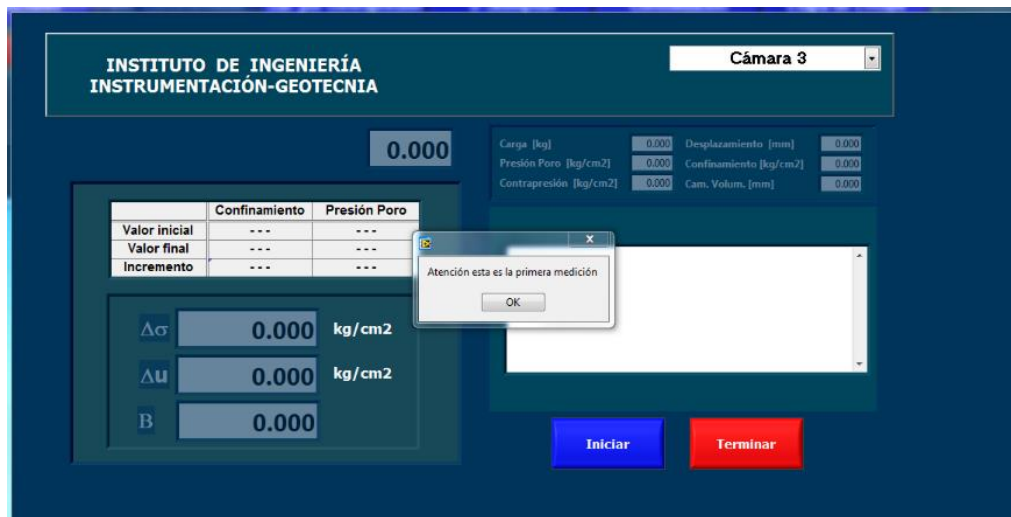 INSTITUTO DE INGENIERÍA
INSTRUMENTACIÓN-GEOTECNIA
Cámara 3
0.000
Carga [kg] 0.000 Desplazamiento [mm] 0.000
Presión Poro [kg/cm2] 0.000 Confinamiento [kg/cm2] 0.000
Contrapresión [kg/cm2] 0.000 Cam. Volum. [mm] 0.000
Confinamiento Presión Poro
Valor inicial --- ---
Valor final --- ---
Incremento --- ---
Atención esta es la primera medición
OK
Δσ 0.000 kg/cm2
Δu 0.000 kg/cm2
B 0.000
Iniciar Terminar